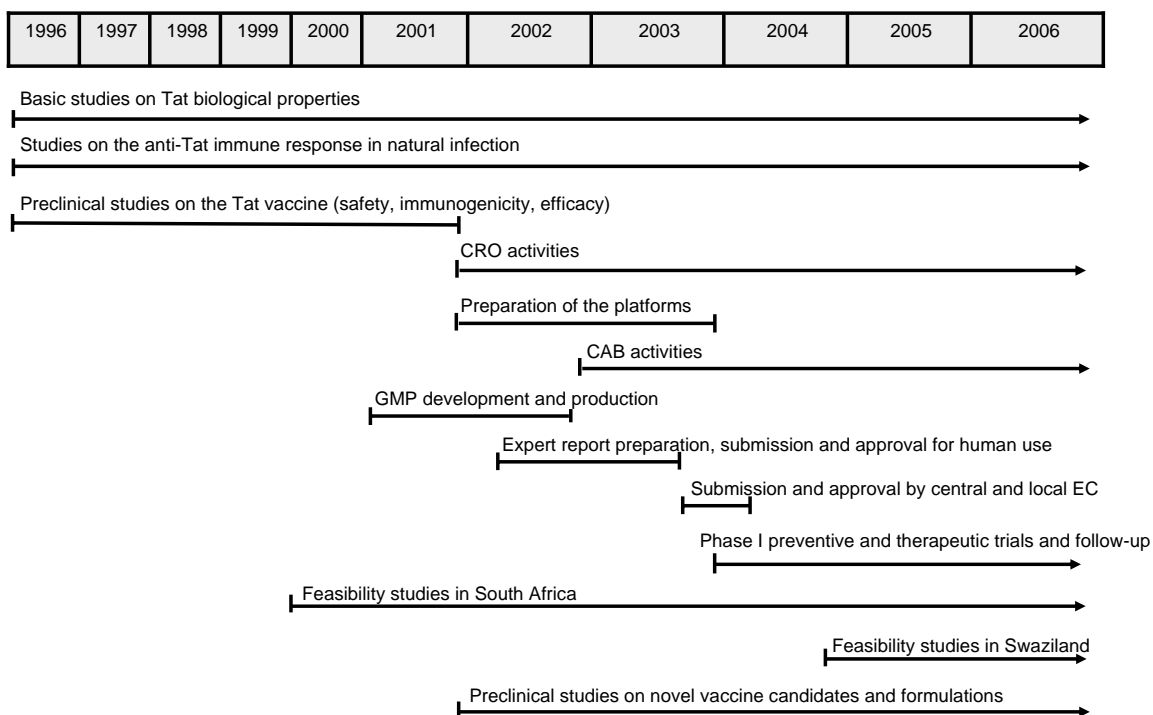 1996 1997 1998 1999 2000 2001 2002 2003 2004 2005 2006
Basic studies on Tat biological properties
Studies on the anti-Tat immune response in natural infection
Preclinical studies on the Tat vaccine (safety, immunogenicity, efficacy)
CRO activities
Preparation of the platforms
CAB activities
GMP development and production
Expert report preparation, submission and approval for human use
Submission and approval by central and local EC
Phase I preventive and therapeutic trials and follow-up
Feasibility studies in South Africa
Feasibility studies in Swaziland
Preclinical studies on novel vaccine candidates and formulations